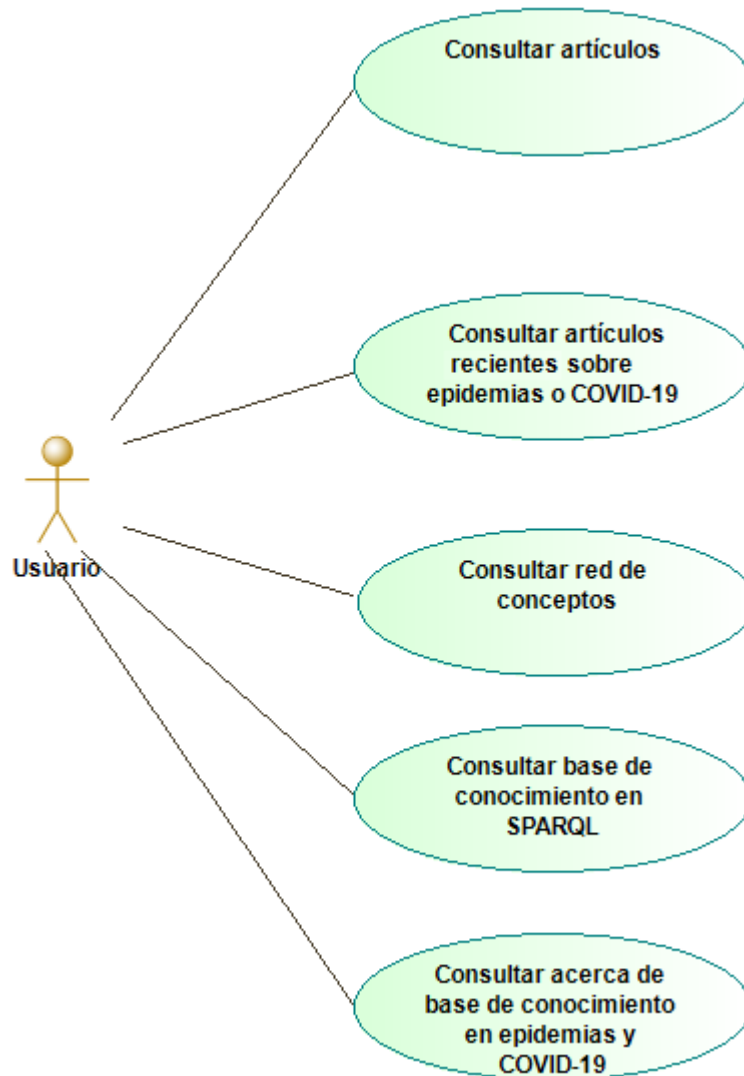 Consultar artículos
Consultar artículos
recientes sobre
epidemias o COVID-19
Usuario
Consultar red de
conceptos
Consultar base de
conocimiento en
SPARQL
Consultar acerca de
base de conocimiento
en epidemias y
COVID-19